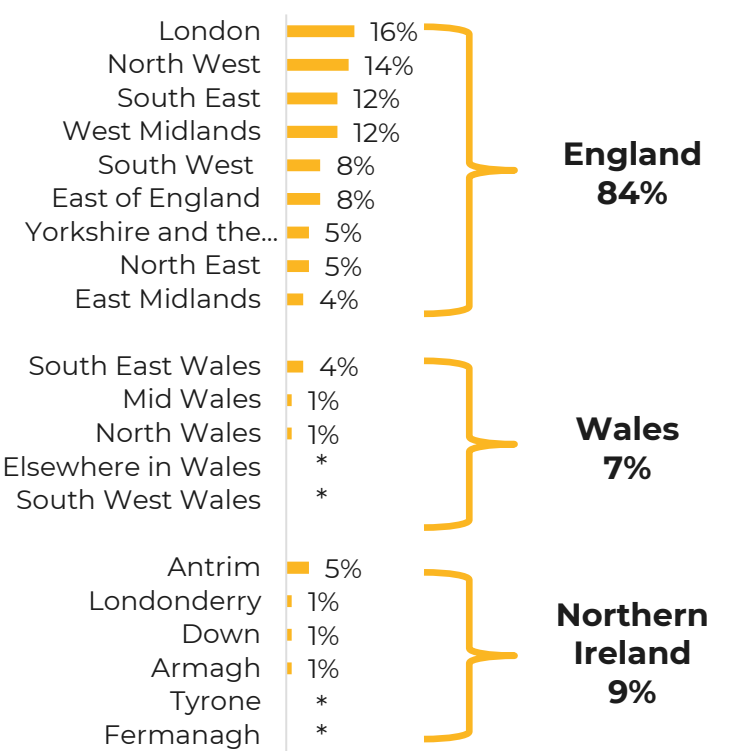 London 16%
North West 14%
South East 12%
West Midlands 12%
South West 8%
East of England 8%
Yorkshire and the... 5%
North East 5%
East Midlands 4%
England
84%
South East Wales 4%
Mid Wales 1%
North Wales 1%
Elsewhere in Wales *
South West Wales *
Wales
7%
Antrim 5%
Londonderry 1%
Down 1%
Armagh 1%
Tyrone *
Fermanagh *
Northern
Ireland
9%